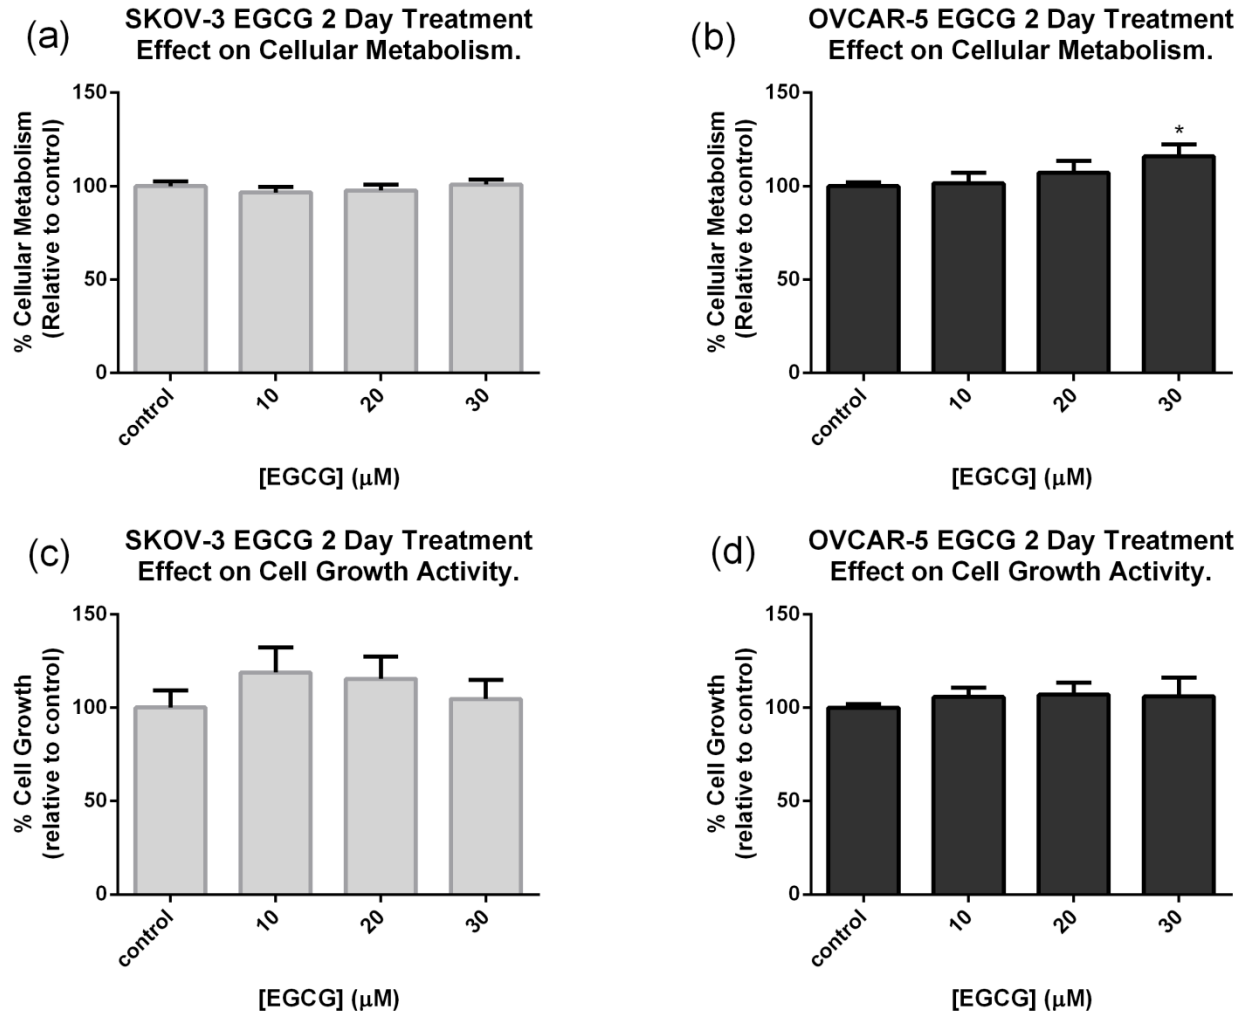 (a)
SKOV-3 EGCG 2 Day Treatment
Effect on Cellular Metabolism.
% Cellular Metabolism
(Relative to control)
150
100
50
0
control
10
20
30
[EGCG] (μM)
(b)
OVCAR-5 EGCG 2 Day Treatment
Effect on Cellular Metabolism.
% Cellular Metabolism
(Relative to control)
150
100
50
0
*
control
10
20
30
[EGCG] (μM)
(c)
SKOV-3 EGCG 2 Day Treatment
Effect on Cell Growth Activity.
% Cell Growth
(relative to control)
150
100
50
0
control
10
20
30
[EGCG] (μM)
(d)
OVCAR-5 EGCG 2 Day Treatment
Effect on Cell Growth Activity.
% Cell Growth
(relative to control)
150
100
50
0
control
10
20
30
[EGCG] (μM)